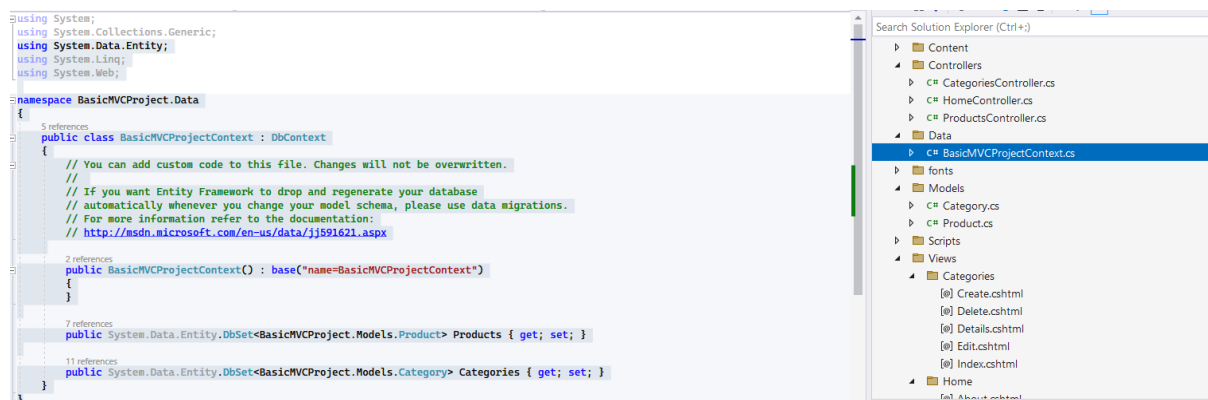 using System;
using System.Collections.Generic;
using System.Data.Entity;
using System.Linq;
using System.Web;
namespace BasicMVCProject.Data
{
5 references
public class BasicMVCProjectContext : DbContext
{
// You can add custom code to this file. Changes will not be overwritten.
//
// If you want Entity Framework to drop and regenerate your database
// automatically whenever you change your model schema, please use data migrations.
// For more information refer to the documentation:
// http://msdn.microsoft.com/en-us/data/jj591621.aspx
2 references
public BasicMVCProjectContext() : base("name=BasicMVCProjectContext")
{
}
7 references
public System.Data.Entity.DbSet<BasicMVCProject.Models.Product> Products { get; set; }
11 references
public System.Data.Entity.DbSet<BasicMVCProject.Models.Category> Categories { get; set; }
}
}
Search Solution Explorer (Ctrl+;)
Content
Controllers
C# CategoriesController.cs
C# HomeController.cs
C# ProductsController.cs
Data
C# BasicMVCProjectContext.cs
fonts
Models
C# Category.cs
C# Product.cs
Scripts
Views
Categories
[@] Create.cshtml
[@] Delete.cshtml
[@] Details.cshtml
[@] Edit.cshtml
[@] Index.cshtml
Home
[@] About.cshtml